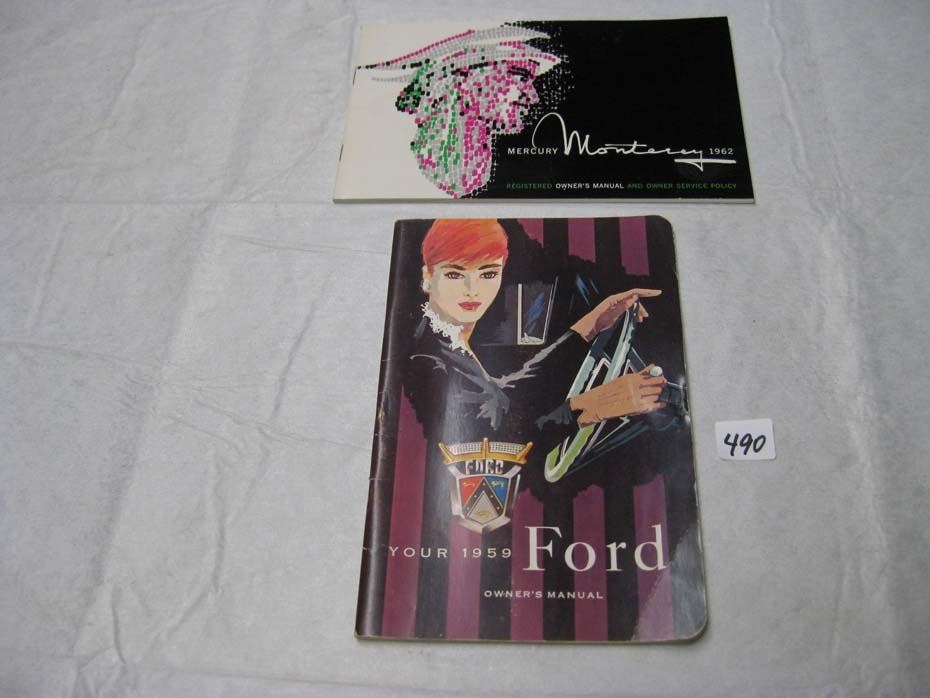 MERCURY Monterey 1962
REGISTERED OWNER'S MANUAL AND OWNER SERVICE POLICY
490
FORD
YOUR 1959 Ford
OWNER'S MANUAL